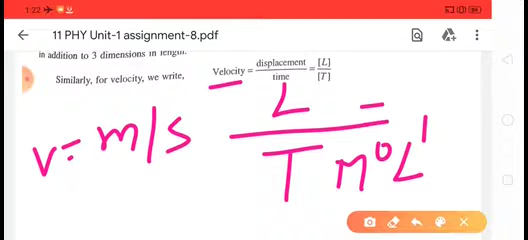 1:22
11 PHY Unit-1 assignment-8.pdf
in addition to 3 dimensions in length.
Similarly, for velocity, we write,
Velocity = displacement / time = [L] / [T]
v = m/s
L / T =
M⁰L¹